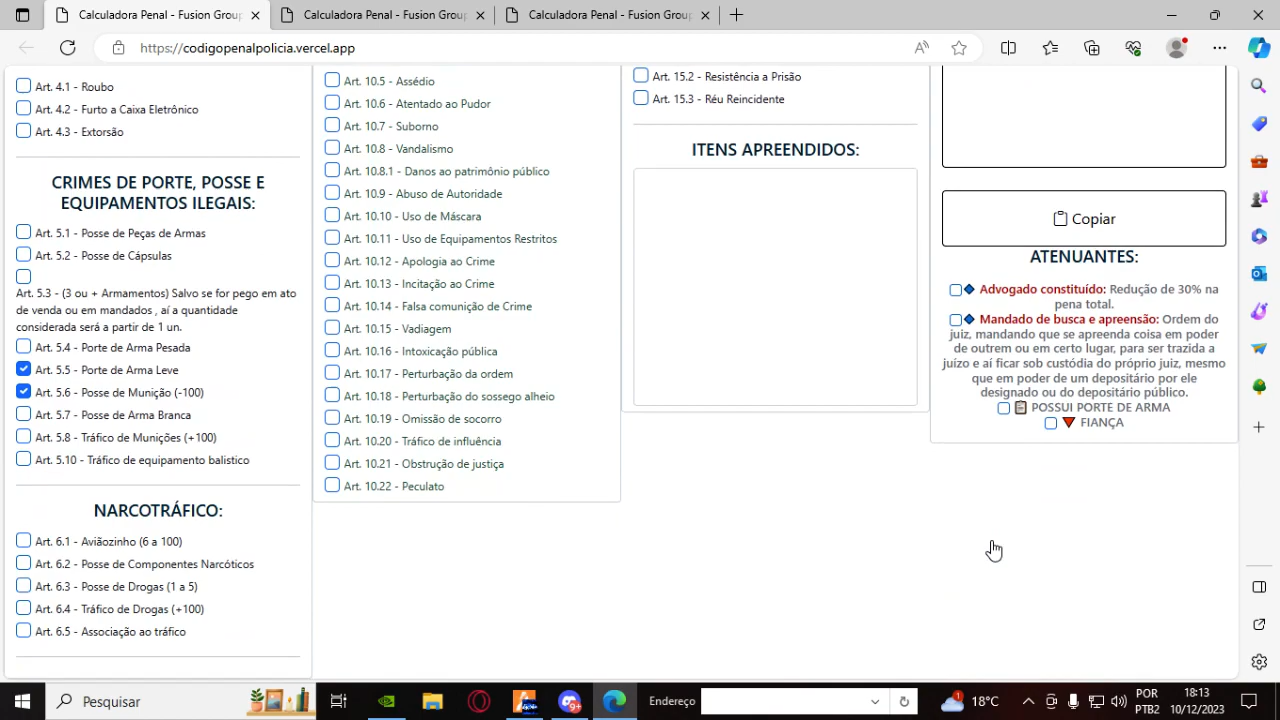 Calculadora Penal - Fusion Group
Calculadora Penal - Fusion Group
Calculadora Penal - Fusion Group
https://codigopenalpolicia.vercel.app
Art. 4.1 - Roubo
Art. 4.2 - Furto a Caixa Eletrônico
Art. 4.3 - Extorsão
CRIMES DE PORTE, POSSE E
EQUIPAMENTOS ILEGAIS:
Art. 5.1 - Posse de Peças de Armas
Art. 5.2 - Posse de Cápsulas
Art. 5.3 - (3 ou + Armamentos) Salvo se for pego em ato
de venda ou em mandados , aí a quantidade
considerada será a partir de 1 un.
Art. 5.4 - Porte de Arma Pesada
Art. 5.5 - Porte de Arma Leve
Art. 5.6 - Posse de Munição (-100)
Art. 5.7 - Posse de Arma Branca
Art. 5.8 - Tráfico de Munições (+100)
Art. 5.10 - Tráfico de equipamento balistico
NARCOTRÁFICO:
Art. 6.1 - Aviãozinho (6 a 100)
Art. 6.2 - Posse de Componentes Narcóticos
Art. 6.3 - Posse de Drogas (1 a 5)
Art. 6.4 - Tráfico de Drogas (+100)
Art. 6.5 - Associação ao tráfico
Art. 10.5 - Assédio
Art. 10.6 - Atentado ao Pudor
Art. 10.7 - Suborno
Art. 10.8 - Vandalismo
Art. 10.8.1 - Danos ao patrimônio público
Art. 10.9 - Abuso de Autoridade
Art. 10.10 - Uso de Máscara
Art. 10.11 - Uso de Equipamentos Restritos
Art. 10.12 - Apologia ao Crime
Art. 10.13 - Incitação ao Crime
Art. 10.14 - Falsa comunição de Crime
Art. 10.15 - Vadiagem
Art. 10.16 - Intoxicação pública
Art. 10.17 - Perturbação da ordem
Art. 10.18 - Perturbação do sossego alheio
Art. 10.19 - Omissão de socorro
Art. 10.20 - Tráfico de influência
Art. 10.21 - Obstrução de justiça
Art. 10.22 - Peculato
Art. 15.2 - Resistência a Prisão
Art. 15.3 - Réu Reincidente
ITENS APREENDIDOS:
Copiar
ATENUANTES:
Advogado constituído: Redução de 30% na
pena total.
Mandado de busca e apreensão: Ordem do
juiz, mandando que se apreenda coisa em poder
de outrem ou em certo lugar, para ser trazida a
juízo e aí ficar sob custódia do próprio juiz, mesmo
que em poder de um depositário por ele
designado ou do depositário público.
POSSUI PORTE DE ARMA
FIANÇA
Pesquisar
9+
Endereço
1
18°C
POR
PTB2
18:13
10/12/2023